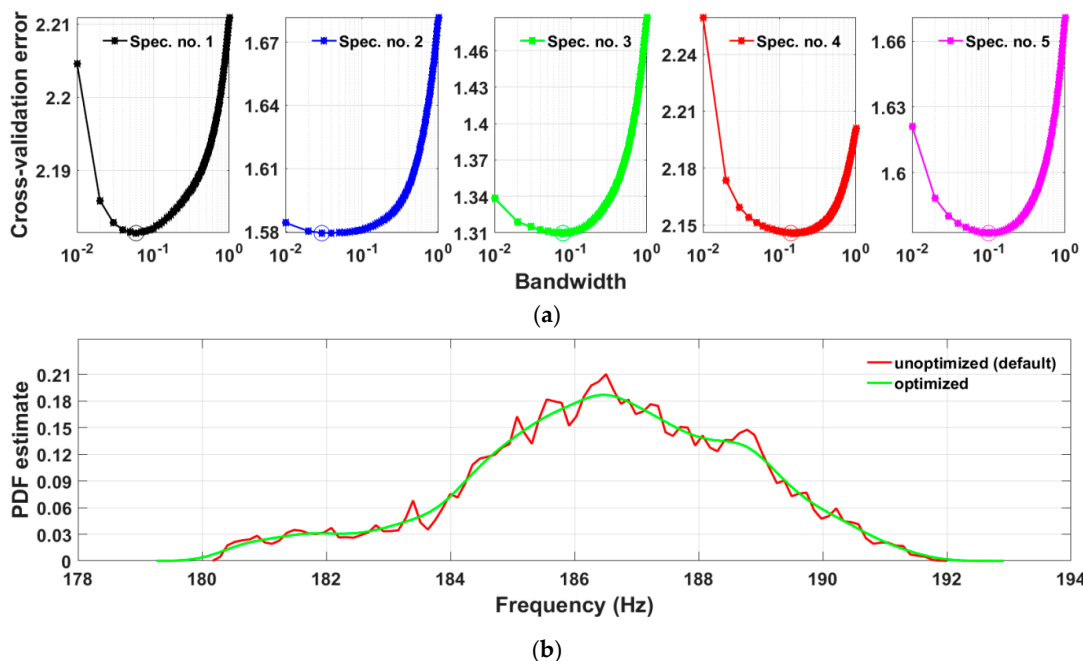 Cross-validation error
2.21
2.2
2.19
Spec. no. 1
10^-2 10^-1 10^0
1.67
1.64
1.61
1.58
Spec. no. 2
10^-2 10^-1 10^0
1.46
1.4
1.34
1.31
Spec. no. 3
10^-2 10^-1 10^0
2.24
2.21
2.18
2.15
Spec. no. 4
10^-2 10^-1 10^0
1.66
1.63
1.6
Spec. no. 5
10^-2 10^-1 10^0
Bandwidth
(a)
PDF estimate
0.21
0.18
0.15
0.12
0.09
0.06
0.03
0
unoptimized (default)
optimized
178 180 182 184 186 188 190 192 194
Frequency (Hz)
(b)